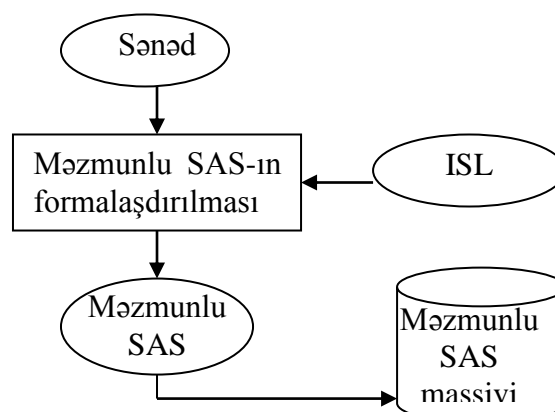 Sənəd
Məzmunlu SAS-ın
formalaşdırılması
ISL
Məzmunlu
SAS
Məzmunlu
SAS
massivi